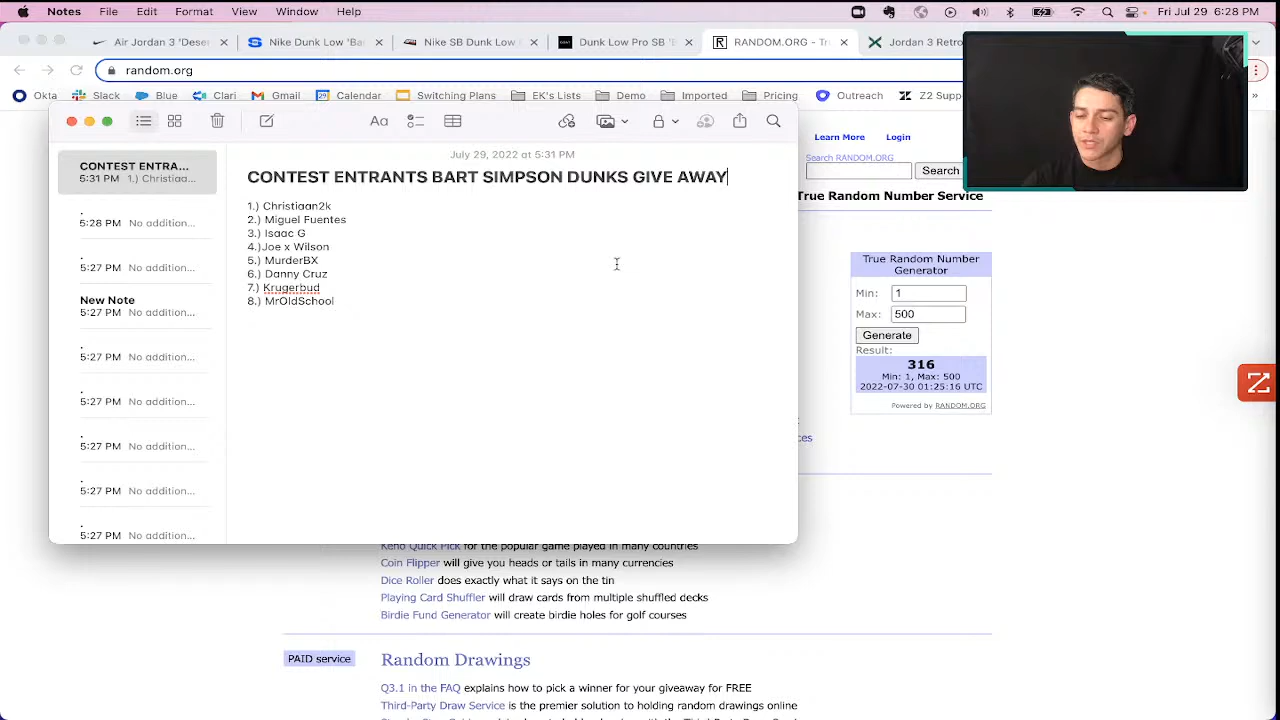 Notes File Edit Format View Window Help Fri Jul 29 6:28 PM
Air Jordan 3 'Deser Nike Dunk Low 'Bar Nike SB Dunk Low Dunk Low Pro SB 'E RANDOM.ORG - Tr Jordan 3 Retro
random.org
Okta Slack Blue Clari Gmail Calendar Switching Plans EK's Lists Demo Imported Pricing Outreach Z2 Sup »
Aa
CONTEST ENTRA...
5:31 PM 1.) Christiaa...
.
5:28 PM No addition...
.
5:27 PM No addition...
New Note
5:27 PM No addition...
.
5:27 PM No addition...
.
5:27 PM No addition...
.
5:27 PM No addition...
.
5:27 PM No addition...
.
5:27 PM No addition...
July 29, 2022 at 5:31 PM
CONTEST ENTRANTS BART SIMPSON DUNKS GIVE AWAY
1.) Christiaan2k
2.) Miguel Fuentes
3.) Isaac G
4.)Joe x Wilson
5.) MurderBX
6.) Danny Cruz
7.) Krugerbud
8.) MrOldSchool
Learn More Login
Search RANDOM.ORG
Search
True Random Number Service
True Random Number
Generator
Min: 1
Max: 500
Generate
Result:
316
Min: 1, Max: 500
2022-07-30 01:25:16 UTC
Powered by RANDOM.ORG
Keno Quick Pick for the popular game played in many countries
Coin Flipper will give you heads or tails in many currencies
Dice Roller does exactly what it says on the tin
Playing Card Shuffler will draw cards from multiple shuffled decks
Birdie Fund Generator will create birdie holes for golf courses
PAID service
Random Drawings
Q3.1 in the FAQ explains how to pick a winner for your giveaway for FREE
Third-Party Draw Service is the premier solution to holding random drawings online